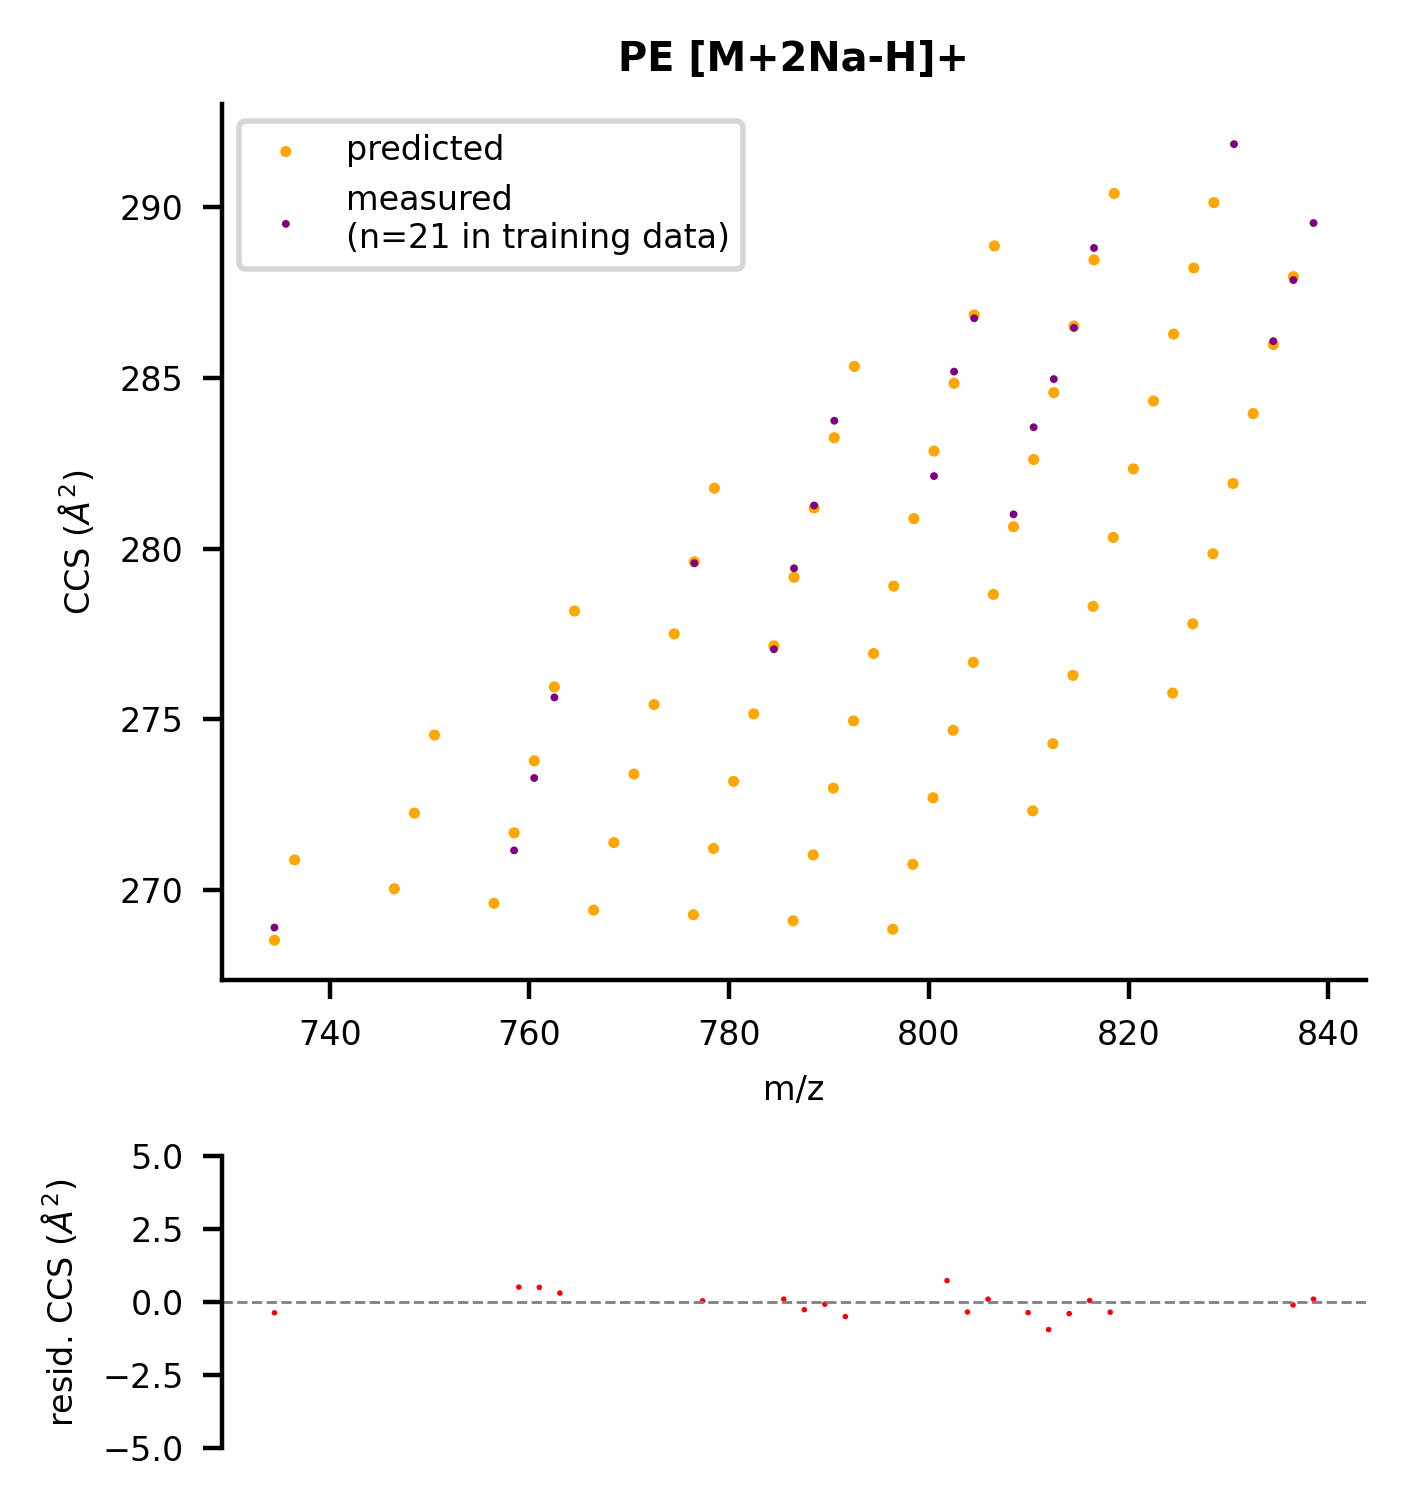 PE [M+2Na-H]+
predicted
measured
(n=21 in training data)
CCS (Å²)
290
285
280
275
270
740 760 780 800 820 840
m/z
resid. CCS (Å²)
5.0
2.5
0.0
−2.5
−5.0